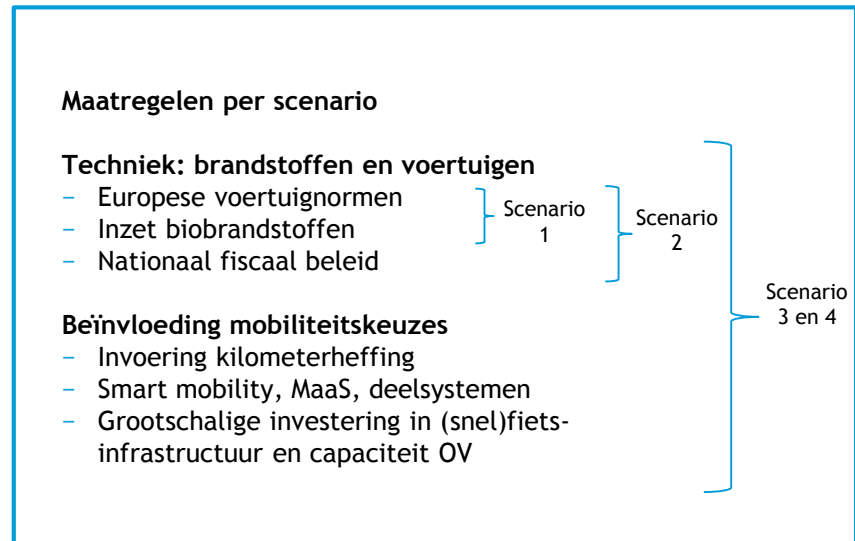 Maatregelen per scenario
Techniek: brandstoffen en voertuigen
− Europese voertuignormen
− Inzet biobrandstoffen
− Nationaal fiscaal beleid
Scenario
1
Scenario
2
Beïnvloeding mobiliteitskeuzes
− Invoering kilometerheffing
− Smart mobility, MaaS, deelsystemen
− Grootschalige investering in (snel)fiets-
infrastructuur en capaciteit OV
Scenario
3 en 4